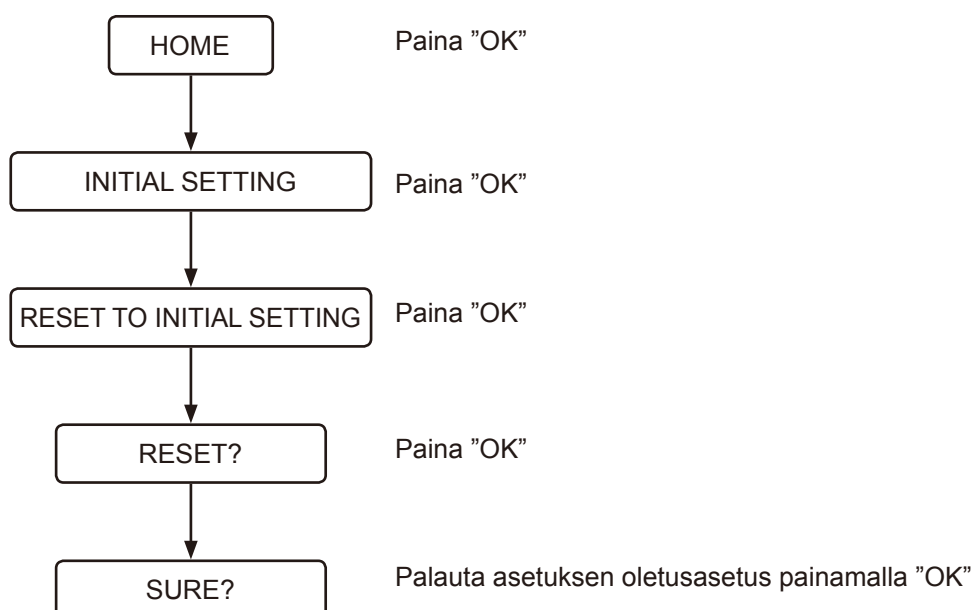 HOME
Paina ”OK”
INITIAL SETTING
Paina ”OK”
RESET TO INITIAL SETTING
Paina ”OK”
RESET?
Paina ”OK”
SURE?
Palauta asetuksen oletusasetus painamalla ”OK”